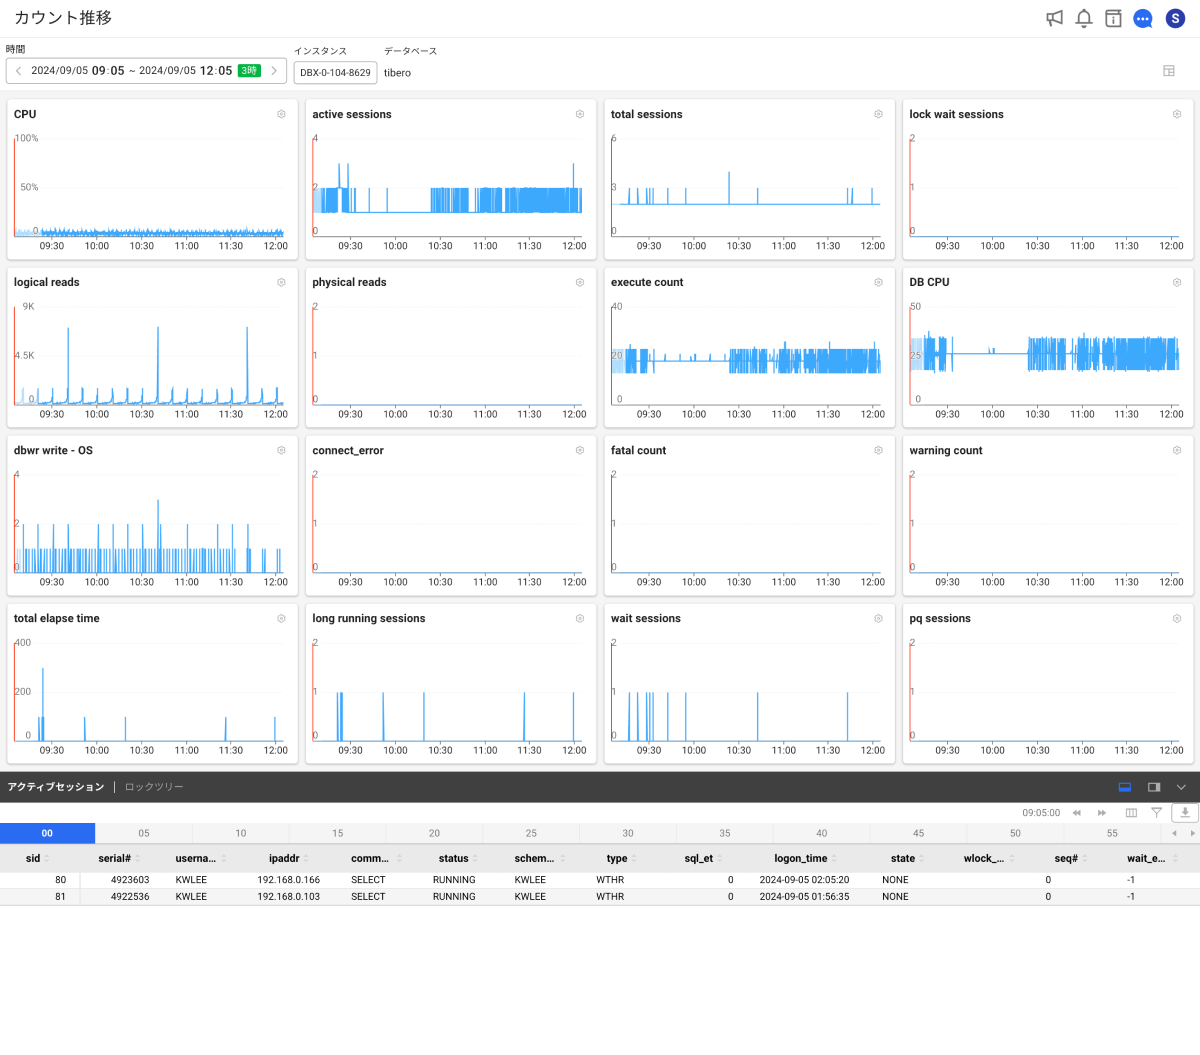 カウント推移
S
時間
インスタンス
データベース
2024/09/05 09:05 ~ 2024/09/05 12:05 3時
DBX-0-104-8629
tibero
CPU
100%
50%
0
09:30 10:00 10:30 11:00 11:30 12:00
active sessions
4
2
0
09:30 10:00 10:30 11:00 11:30 12:00
total sessions
6
3
0
09:30 10:00 10:30 11:00 11:30 12:00
lock wait sessions
2
1
0
09:30 10:00 10:30 11:00 11:30 12:00
logical reads
9K
4.5K
0
09:30 10:00 10:30 11:00 11:30 12:00
physical reads
2
1
0
09:30 10:00 10:30 11:00 11:30 12:00
execute count
40
20
0
09:30 10:00 10:30 11:00 11:30 12:00
DB CPU
50
25
0
09:30 10:00 10:30 11:00 11:30 12:00
dbwr write - OS
4
2
0
09:30 10:00 10:30 11:00 11:30 12:00
connect_error
2
1
0
09:30 10:00 10:30 11:00 11:30 12:00
fatal count
2
1
0
09:30 10:00 10:30 11:00 11:30 12:00
warning count
2
1
0
09:30 10:00 10:30 11:00 11:30 12:00
total elapse time
400
200
0
09:30 10:00 10:30 11:00 11:30 12:00
long running sessions
2
1
0
09:30 10:00 10:30 11:00 11:30 12:00
wait sessions
2
1
0
09:30 10:00 10:30 11:00 11:30 12:00
pq sessions
2
1
0
09:30 10:00 10:30 11:00 11:30 12:00
アクティブセッション | ロックツリー
09:05:00
00 05 10 15 20 25 30 35 40 45 50 55
sid serial# userna... ipaddr comm... status schem... type sql_et logon_time state wlock_... seq# wait_e...
80 4923603 KWLEE 192.168.0.166 SELECT RUNNING KWLEE WTHR 0 2024-09-05 02:05:20 NONE 0 -1
81 4922536 KWLEE 192.168.0.103 SELECT RUNNING KWLEE WTHR 0 2024-09-05 01:56:35 NONE 0 -1